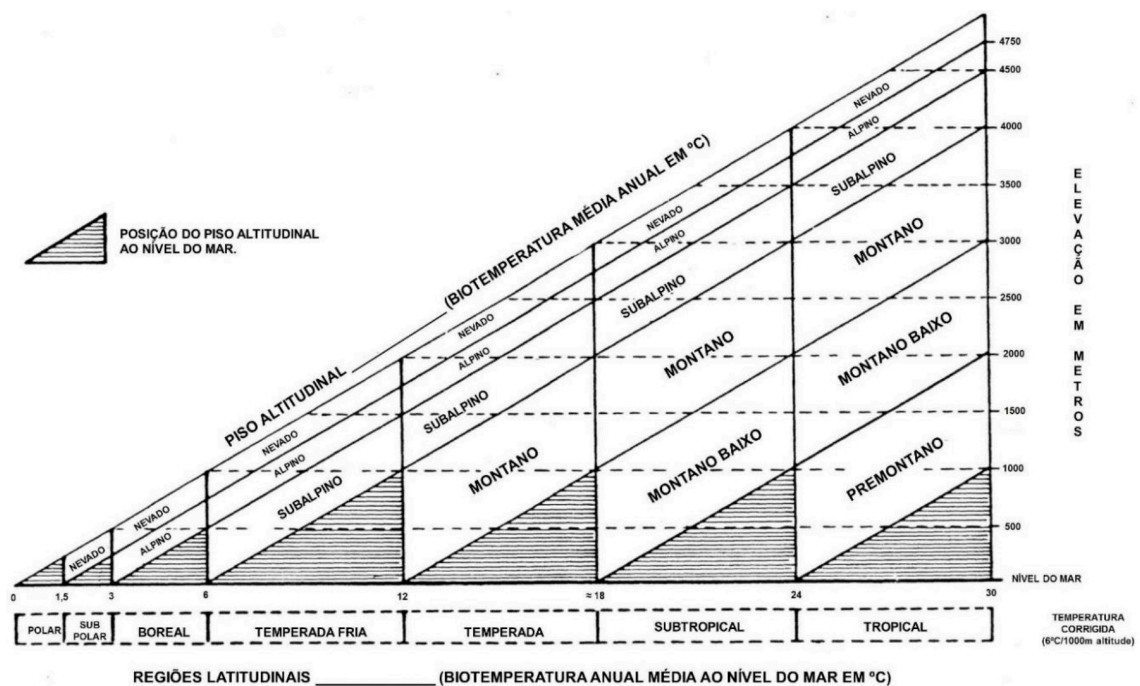 4750
4500
4000
3500
3000
2500
2000
1500
1000
500
NÍVEL DO MAR
ELEVAÇÃO EM METROS
POSIÇÃO DO PISO ALTITUDINAL
AO NÍVEL DO MAR.
PISO ALTITUDINAL
(BIOTEMPERATURA MÉDIA ANUAL EM ºC)
NEVADO
ALPINO
SUBALPINO
MONTANO
MONTANO BAIXO
PREMONTANO
NEVADO
ALPINO
SUBALPINO
MONTANO
MONTANO BAIXO
NEVADO
ALPINO
SUBALPINO
MONTANO
NEVADO
ALPINO
SUBALPINO
NEVADO
ALPINO
NEVADO
0 1,5 3 6 12 ≈18 24 30
POLAR
SUB
POLAR
BOREAL
TEMPERADA FRIA
TEMPERADA
SUBTROPICAL
TROPICAL
TEMPERATURA
CORRIGIDA
(6ºC/1000m altitude)
REGIÕES LATITUDINAIS ____________ (BIOTEMPERATURA ANUAL MÉDIA AO NÍVEL DO MAR EM ºC)